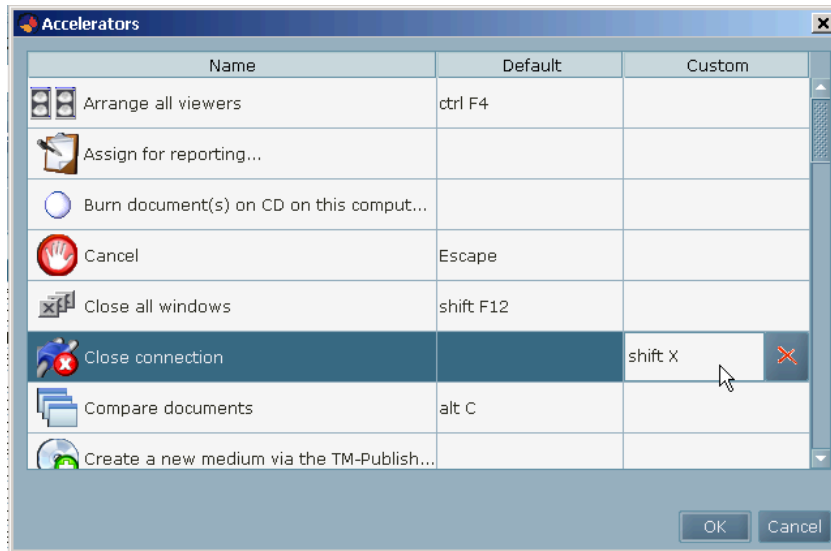 Accelerators
Name Default Custom
Arrange all viewers ctrl F4
Assign for reporting...
Burn document(s) on CD on this comput...
Cancel Escape
Close all windows shift F12
Close connection shift X
Compare documents alt C
Create a new medium via the TM-Publish...
OK Cancel